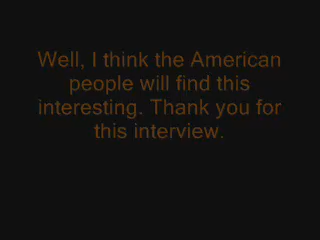 Well, I think the American
people will find this
interesting. Thank you for
this interview.